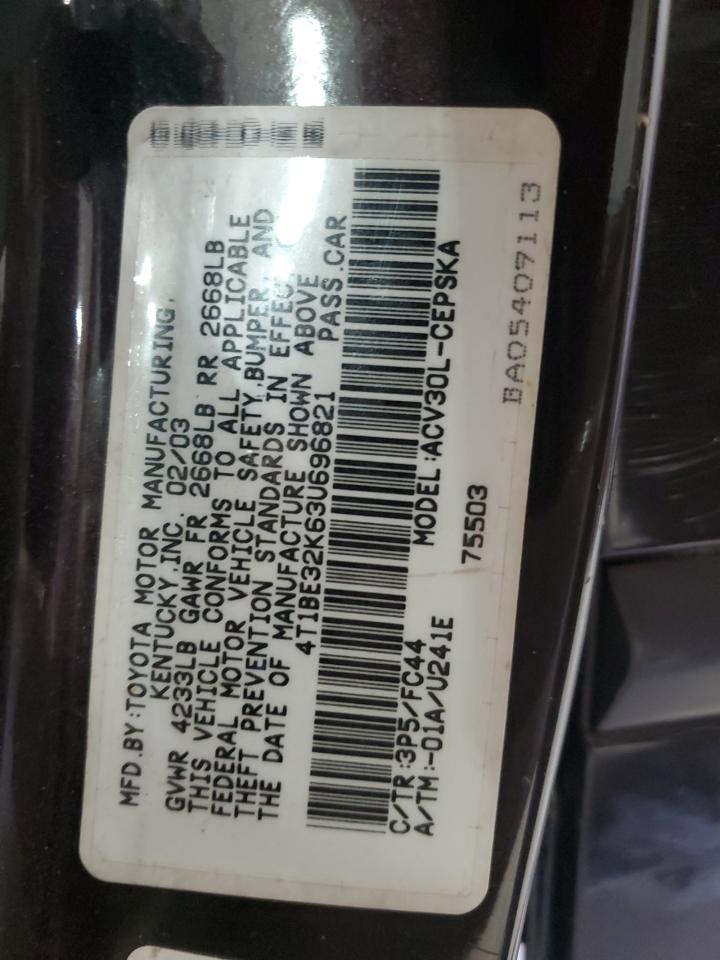 MFD.BY:TOYOTA MOTOR MANUFACTURING,
KENTUCKY,INC. 02/03
GVWR 4233LB GAWR FR 2668LB RR 2668LB
THIS VEHICLE CONFORMS TO ALL APPLICABLE
FEDERAL MOTOR VEHICLE SAFETY,BUMPER, AND
THEFT PREVENTION STANDARDS IN EFFECT
THE DATE OF MANUFACTURE SHOWN ABOVE
4T1BE32K63U696821 PASS.CAR
C/TR:3P5/FC44 MODEL:ACV30L-CEPSKA
A/TM:-01A/U241E 75503
BA05407113